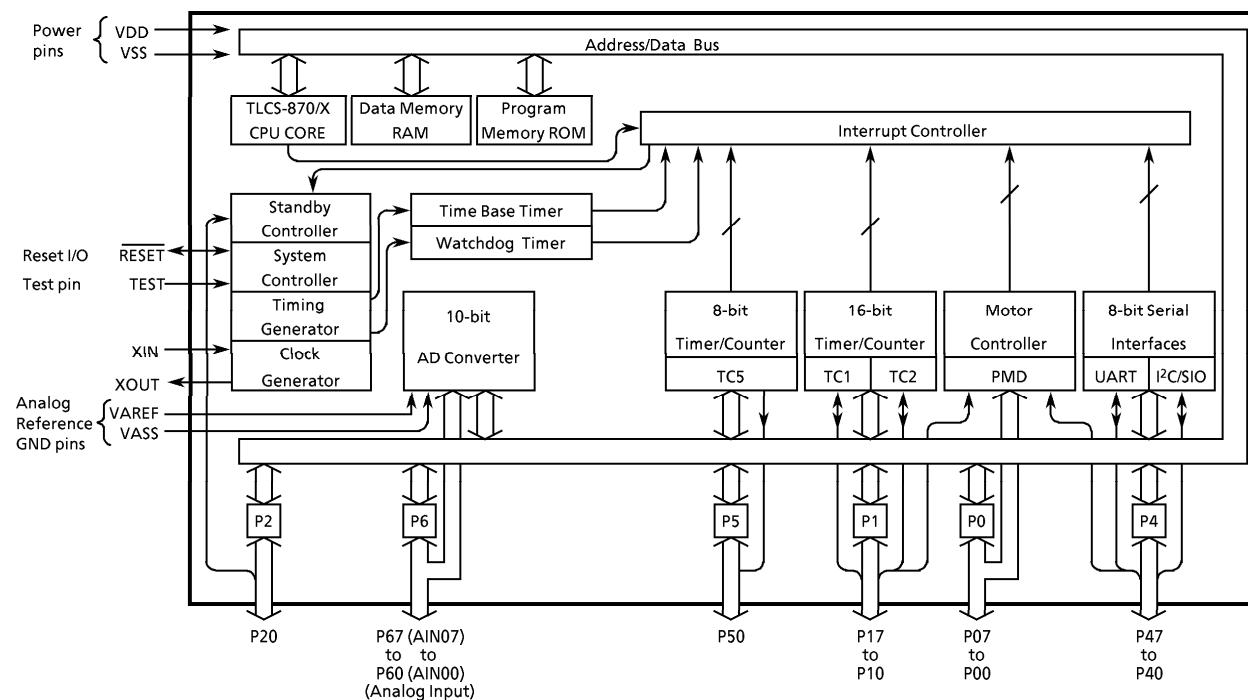 Power pins
VDD
VSS
Address/Data Bus
TLCS-870/X
CPU CORE
Data Memory
RAM
Program
Memory ROM
Interrupt Controller
Standby
Controller
Time Base Timer
Watchdog Timer
Reset I/O
RESET
System
Controller
Test pin
TEST
Timing
Generator
10-bit
AD Converter
8-bit
Timer/Counter
TC5
16-bit
Timer/Counter
TC1
TC2
Motor
Controller
PMD
8-bit Serial
Interfaces
UART
I²C/SIO
XIN
Clock
Generator
XOUT
Analog
Reference
GND pins
VAREF
VASS
P2
P6
P5
P1
P0
P4
P20
P67 (AIN07)
to to
P60 (AIN00)
(Analog Input)
P50
P17
to
P10
P07
to
P00
P47
to
P40